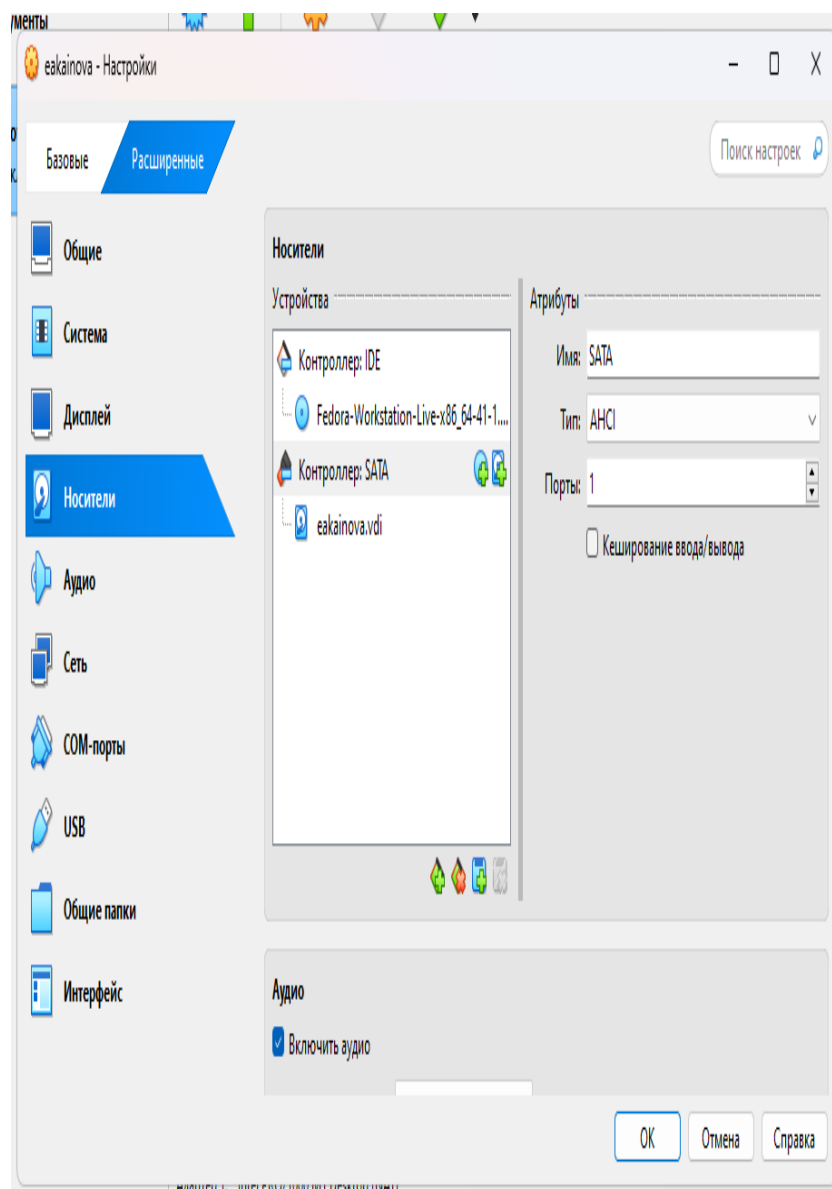 ументы
eakainova - Настройки
Базовые
Расширенные
Поиск настроек
Общие
Система
Дисплей
Носители
Аудио
Сеть
COM-порты
USB
Общие папки
Интерфейс
Носители
Устройства
Контроллер: IDE
Fedora-Workstation-Live-x86_64-41-1....
Контроллер: SATA
eakainova.vdi
Атрибуты
Имя: SATA
Тип: AHCI
Порты: 1
Кеширование ввода/вывода
Аудио
Включить аудио
OK
Отмена
Справка